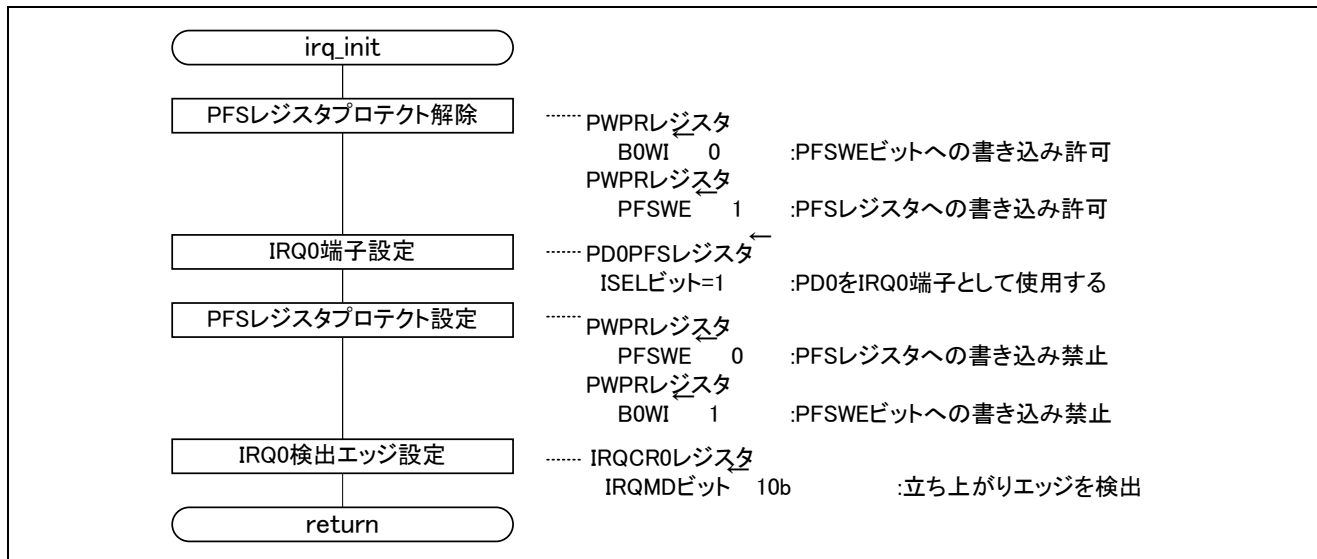 irq_init
PFSレジスタプロテクト解除
PWPRレジスタ
B0WI ← 0 :PFSWEビットへの書き込み許可
PWPRレジスタ
PFSWE ← 1 :PFSレジスタへの書き込み許可
IRQ0端子設定
PD0PFSレジスタ ←
ISELビット=1 :PD0をIRQ0端子として使用する
PFSレジスタプロテクト設定
PWPRレジスタ
PFSWE ← 0 :PFSレジスタへの書き込み禁止
PWPRレジスタ
B0WI ← 1 :PFSWEビットへの書き込み禁止
IRQ0検出エッジ設定
IRQCR0レジスタ
IRQMDビット ← 10b :立ち上がりエッジを検出
return